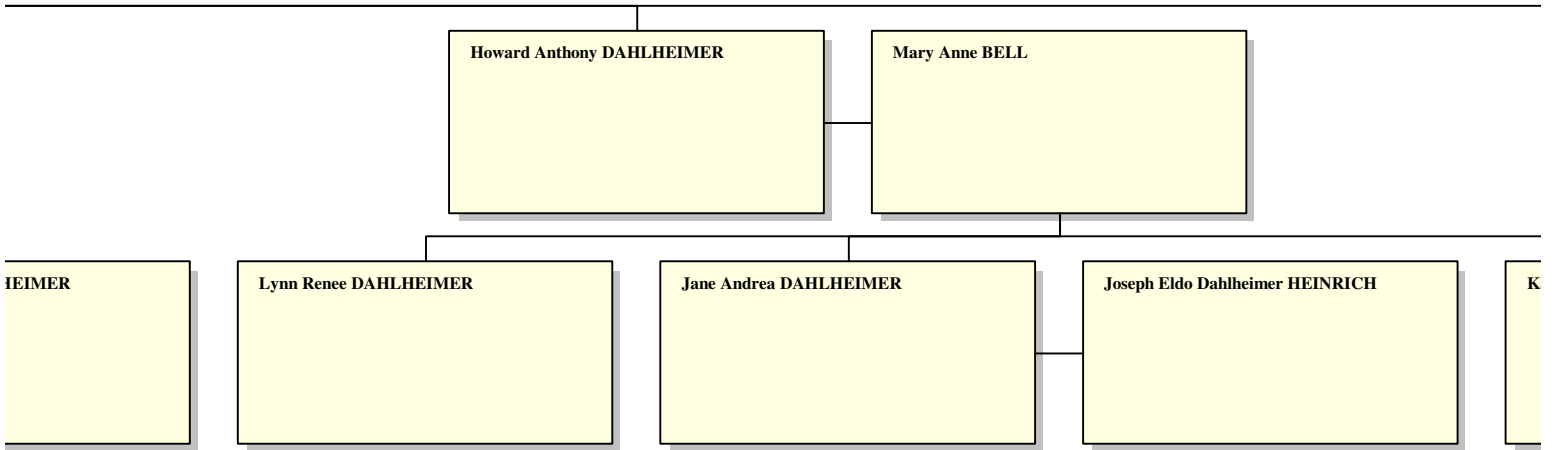 Howard Anthony DAHLHEIMER
Mary Anne BELL
HEIMER
Lynn Renee DAHLHEIMER
Jane Andrea DAHLHEIMER
Joseph Eldo Dahlheimer HEINRICH
K